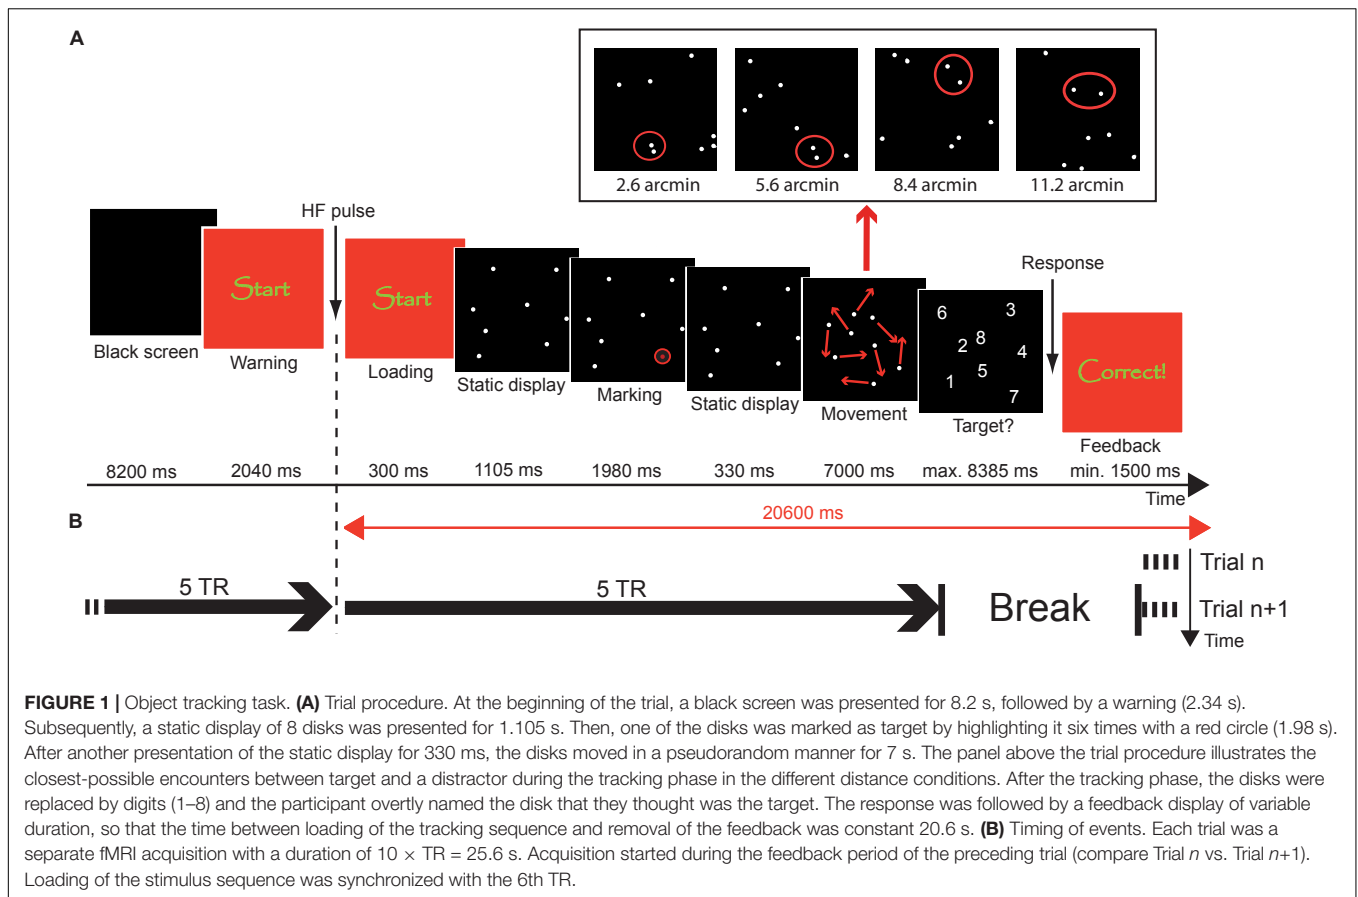 A
2.6 arcmin
5.6 arcmin
8.4 arcmin
11.2 arcmin
HF pulse
Response
Start
Start
6
3
2
8
4
5
1
7
Correct!
Black screen
Warning
Loading
Static display
Marking
Static display
Movement
Target?
Feedback
8200 ms
2040 ms
300 ms
1105 ms
1980 ms
330 ms
7000 ms
max. 8385 ms
min. 1500 ms
Time
B
20600 ms
5 TR
5 TR
Break
Trial n
Trial n+1
Time
FIGURE 1 | Object tracking task. (A) Trial procedure. At the beginning of the trial, a black screen was presented for 8.2 s, followed by a warning (2.34 s).
Subsequently, a static display of 8 disks was presented for 1.105 s. Then, one of the disks was marked as target by highlighting it six times with a red circle (1.98 s).
After another presentation of the static display for 330 ms, the disks moved in a pseudorandom manner for 7 s. The panel above the trial procedure illustrates the
closest-possible encounters between target and a distractor during the tracking phase in the different distance conditions. After the tracking phase, the disks were
replaced by digits (1–8) and the participant overtly named the disk that they thought was the target. The response was followed by a feedback display of variable
duration, so that the time between loading of the tracking sequence and removal of the feedback was constant 20.6 s. (B) Timing of events. Each trial was a
separate fMRI acquisition with a duration of 10 × TR = 25.6 s. Acquisition started during the feedback period of the preceding trial (compare Trial n vs. Trial n+1).
Loading of the stimulus sequence was synchronized with the 6th TR.